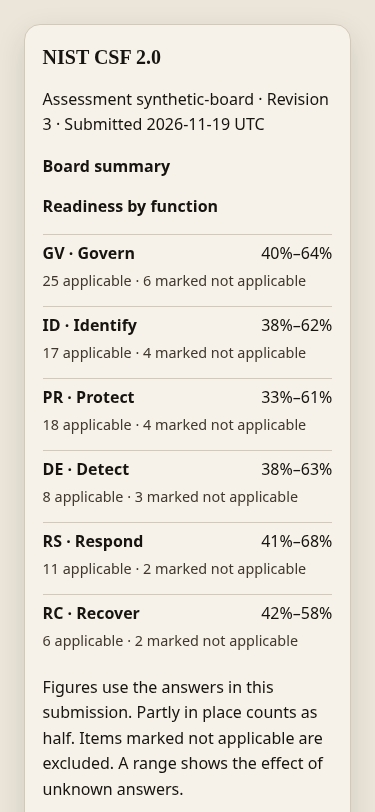 NIST CSF 2.0
Assessment synthetic-board · Revision
3 · Submitted 2026-11-19 UTC
Board summary
Readiness by function
GV · Govern 40%–64%
25 applicable · 6 marked not applicable
ID · Identify 38%–62%
17 applicable · 4 marked not applicable
PR · Protect 33%–61%
18 applicable · 4 marked not applicable
DE · Detect 38%–63%
8 applicable · 3 marked not applicable
RS · Respond 41%–68%
11 applicable · 2 marked not applicable
RC · Recover 42%–58%
6 applicable · 2 marked not applicable
Figures use the answers in this
submission. Partly in place counts as
half. Items marked not applicable are
excluded. A range shows the effect of
unknown answers.